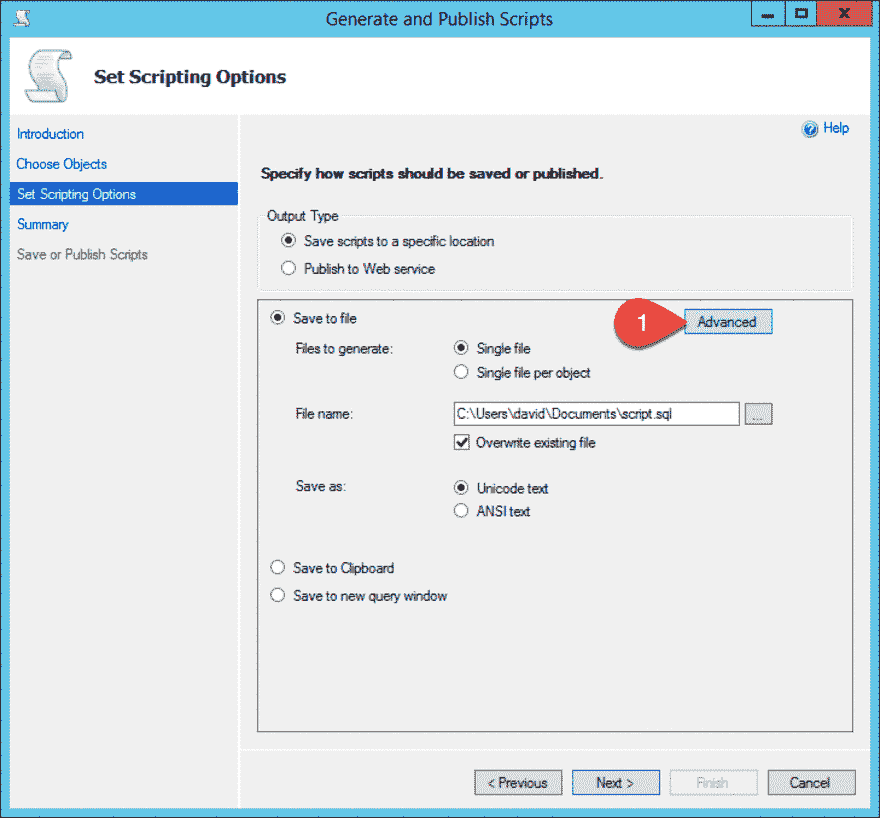 Generate and Publish Scripts
Set Scripting Options
Introduction
Choose Objects
Set Scripting Options
Summary
Save or Publish Scripts
Help
Specify how scripts should be saved or published.
Output Type
Save scripts to a specific location
Publish to Web service
Save to file
1
Advanced
Files to generate:
Single file
Single file per object
File name:
C:\Users\david\Documents\script.sql
...
Overwrite existing file
Save as:
Unicode text
ANSI text
Save to Clipboard
Save to new query window
< Previous
Next >
Finish
Cancel